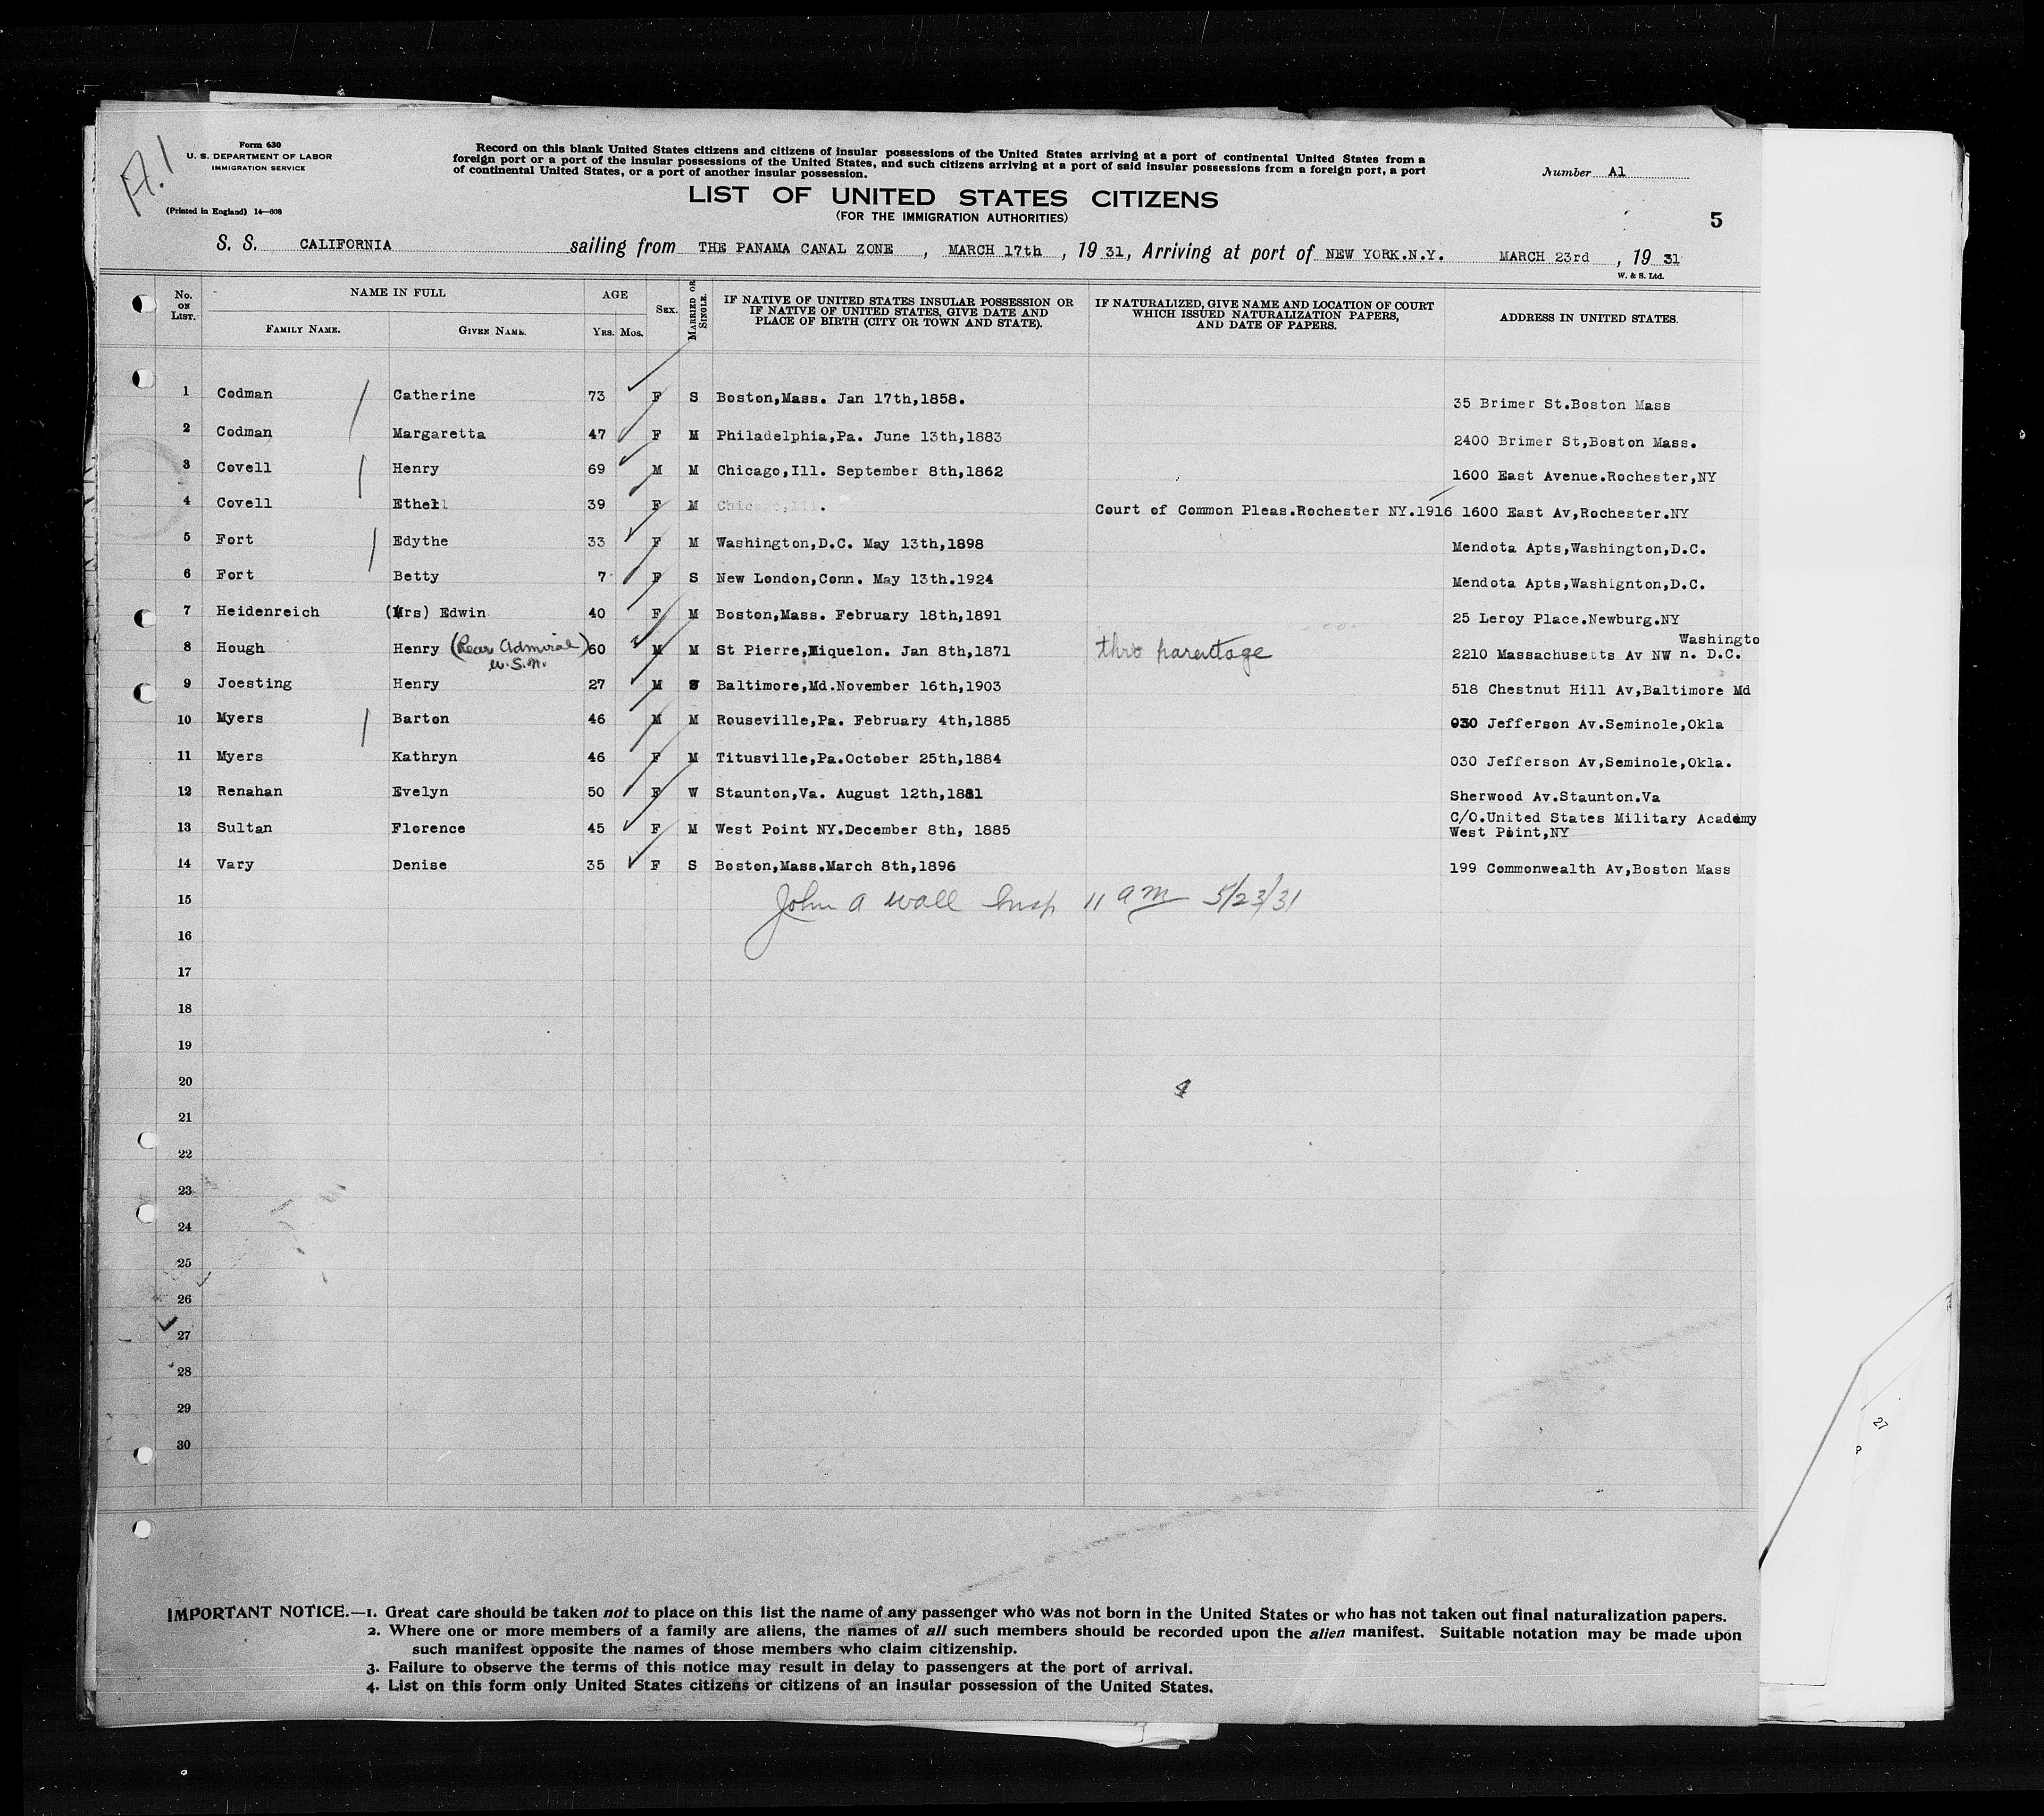 A.1
Form 630
U. S. DEPARTMENT OF LABOR
IMMIGRATION SERVICE
(Printed in England) 14—608
Record on this blank United States citizens and citizens of insular possessions of the United States arriving at a port of continental United States from a
foreign port or a port of the insular possessions of the United States, and such citizens arriving at a port of said insular possessions from a foreign port, a port
of continental United States, or a port of another insular possession.
Number A1
LIST OF UNITED STATES CITIZENS
(FOR THE IMMIGRATION AUTHORITIES)
5
S. S. CALIFORNIA sailing from THE PANAMA CANAL ZONE , MARCH 17th , 19 31, Arriving at port of NEW YORK.N.Y. MARCH 23rd , 19 31
W. & S. Ltd.
No. ON LIST. NAME IN FULL FAMILY NAME. GIVEN NAME. AGE YRS. MOS. SEX. MARRIED OR SINGLE. IF NATIVE OF UNITED STATES INSULAR POSSESSION OR IF NATIVE OF UNITED STATES, GIVE DATE AND PLACE OF BIRTH (CITY OR TOWN AND STATE). IF NATURALIZED, GIVE NAME AND LOCATION OF COURT WHICH ISSUED NATURALIZATION PAPERS, AND DATE OF PAPERS. ADDRESS IN UNITED STATES.
1 Codman Catherine 73 F S Boston,Mass. Jan 17th,1858. 35 Brimer St.Boston Mass
2 Codman Margaretta 47 F M Philadelphia,Pa. June 13th,1883 2400 Brimer St,Boston Mass.
3 Covell Henry 69 M M Chicago,Ill. September 8th,1862 1600 East Avenue.Rochester,NY
4 Covell Ethell 39 F M Chicago,Ill. Court of Common Pleas.Rochester NY.1916 1600 East Av,Rochester.NY
5 Fort Edythe 33 F M Washington,D.C. May 13th,1898 Mendota Apts,Washington,D.C.
6 Fort Betty 7 F S New London,Conn. May 13th.1924 Mendota Apts,Washignton,D.C.
7 Heidenreich (Mrs) Edwin 40 F M Boston,Mass. February 18th,1891 25 Leroy Place.Newburg.NY
8 Hough Henry (Rear Admiral U.S.N.) 60 M M St Pierre,Miquelon. Jan 8th,1871 thro parentage 2210 Massachusetts Av NW Washingto
n. D.C.
9 Joesting Henry 27 M S Baltimore,Md.November 16th,1903 518 Chestnut Hill Av,Baltimore Md
10 Myers Barton 46 M M Rouseville,Pa. February 4th,1885 030 Jefferson Av.Seminole,Okla
11 Myers Kathryn 46 F M Titusville,Pa.October 25th,1884 030 Jefferson Av,Seminole,Okla.
12 Renahan Evelyn 50 F W Staunton,Va. August 12th,1881 Sherwood Av.Staunton.Va
13 Sultan Florence 45 F M West Point NY.December 8th, 1885 C/O.United States Military Academy
West Point,NY
14 Vary Denise 35 F S Boston,Mass.March 8th,1896 199 Commonwealth Av,Boston Mass
15 John A Wall Insp 11 am 5/23/31
16
17
18
19
20
21
22
23
24
25
26
27
28
29
30
27
IMPORTANT NOTICE.—1. Great care should be taken not to place on this list the name of any passenger who was not born in the United States or who has not taken out final naturalization papers.
2. Where one or more members of a family are aliens, the names of all such members should be recorded upon the alien manifest. Suitable notation may be made upon
such manifest opposite the names of those members who claim citizenship.
3. Failure to observe the terms of this notice may result in delay to passengers at the port of arrival.
4. List on this form only United States citizens or citizens of an insular possession of the United States.